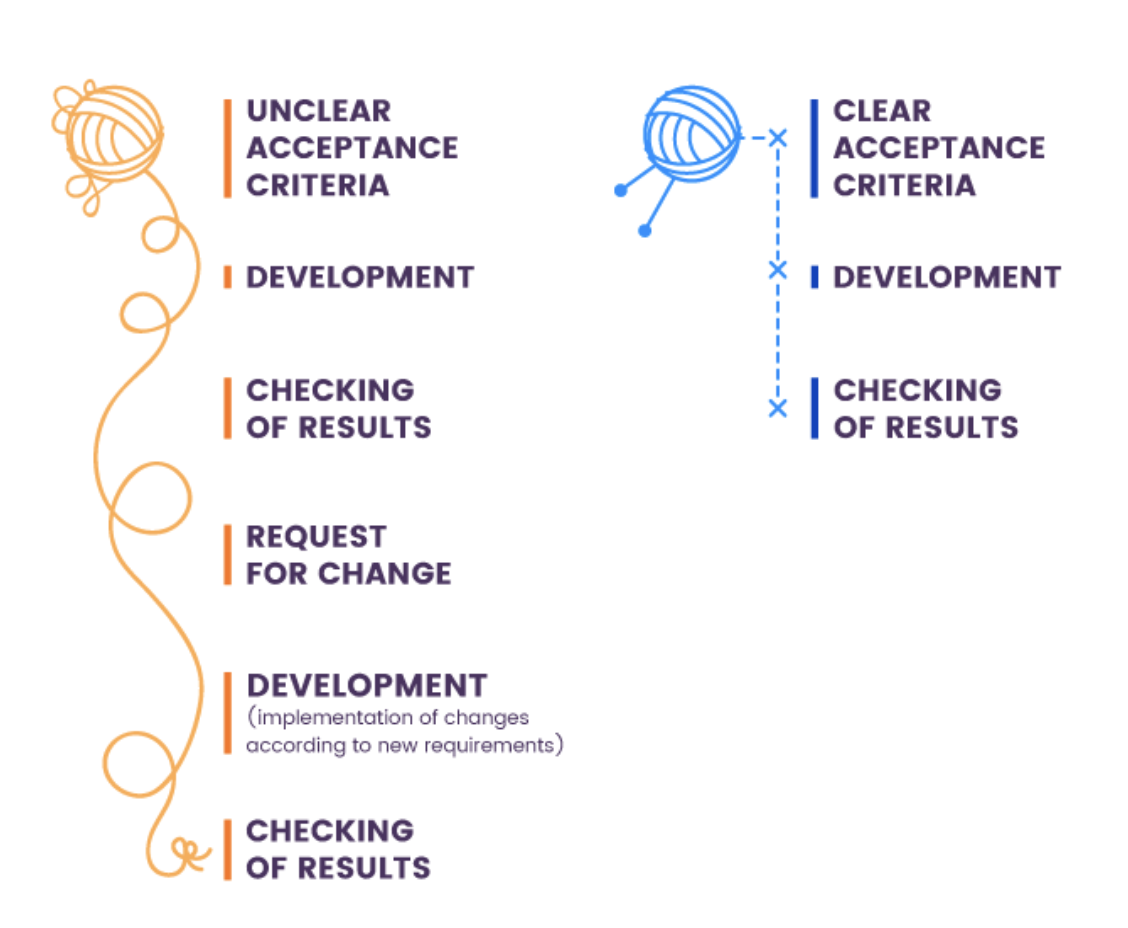 UNCLEAR
ACCEPTANCE
CRITERIA
DEVELOPMENT
CHECKING
OF RESULTS
REQUEST
FOR CHANGE
DEVELOPMENT
(implementation of changes
according to new requirements)
CHECKING
OF RESULTS
CLEAR
ACCEPTANCE
CRITERIA
DEVELOPMENT
CHECKING
OF RESULTS